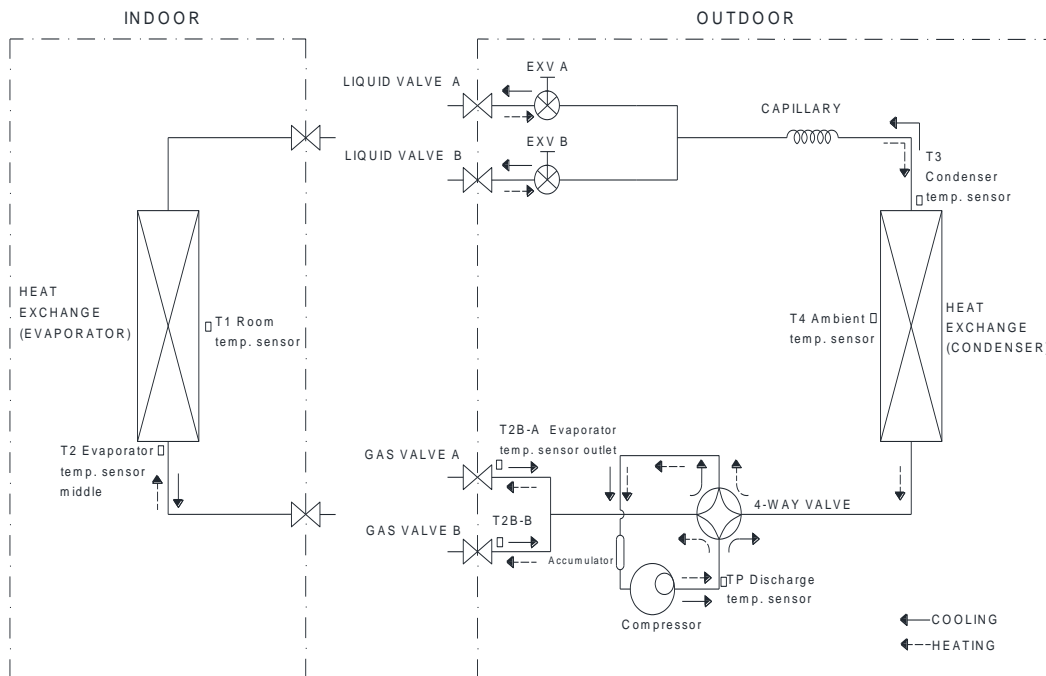 INDOOR
OUTDOOR
LIQUID VALVE A
EXV A
CAPILLARY
LIQUID VALVE B
EXV B
T3
Condenser
temp. sensor
HEAT
EXCHANGE
(EVAPORATOR)
T1 Room
temp. sensor
T4 Ambient
temp. sensor
HEAT
EXCHANGE
(CONDENSER
T2 Evaporator
temp. sensor
middle
GAS VALVE A
T2B-A Evaporator
temp. sensor outlet
4-WAY VALVE
GAS VALVE B
T2B-B
Accumulator
TP Discharge
temp. sensor
Compressor
COOLING
HEATING